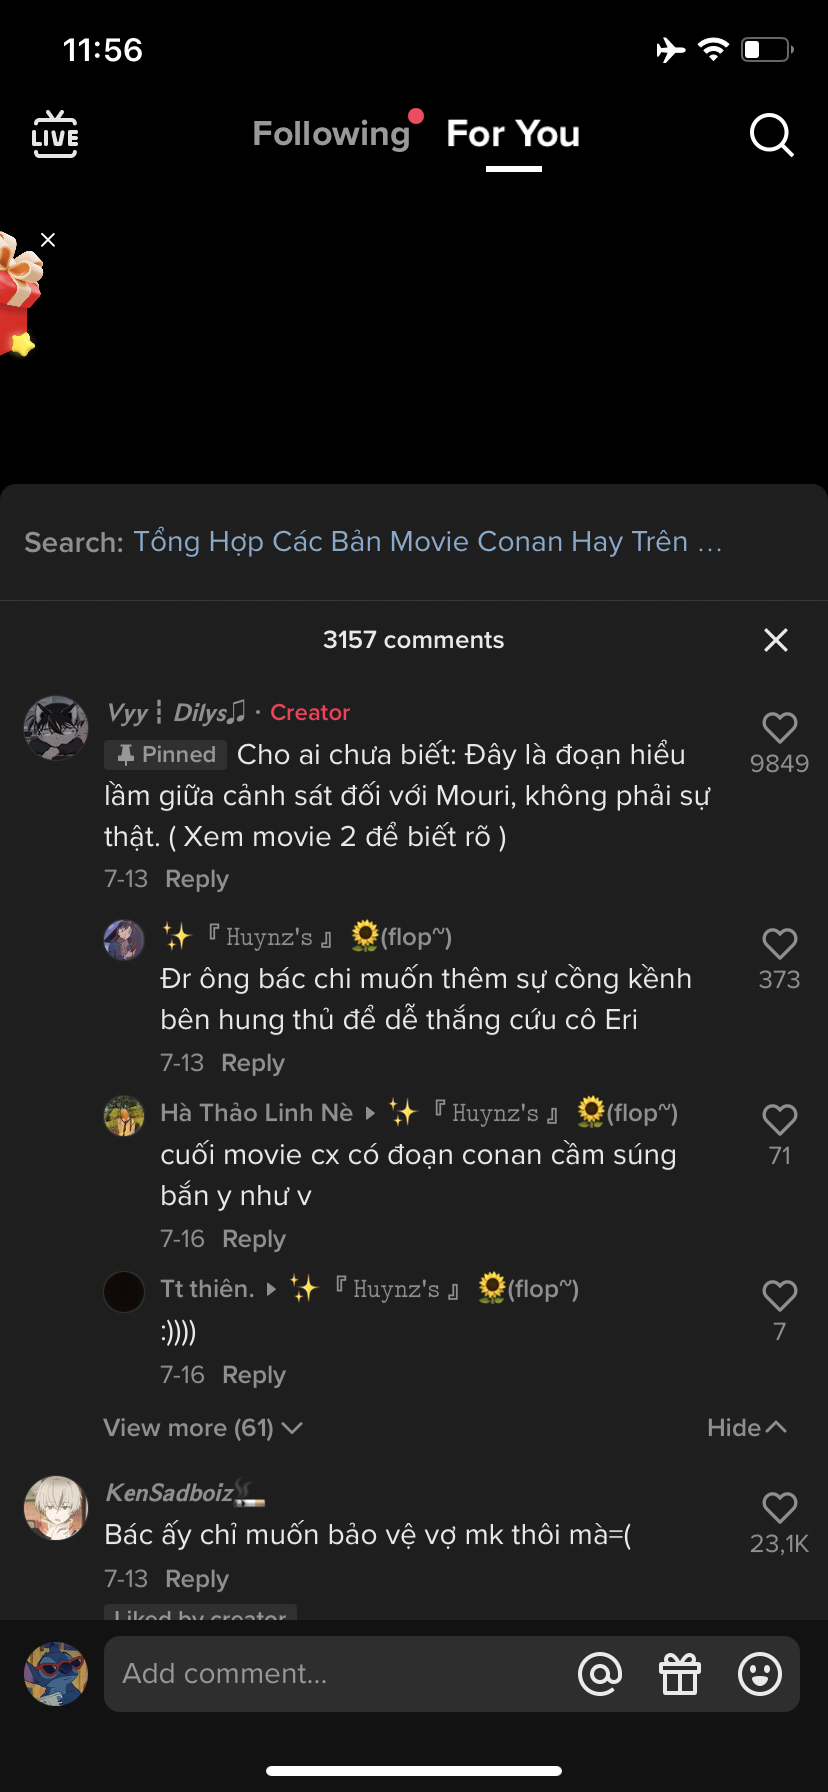 11:56
LIVE
Following For You
Search: Tổng Hợp Các Bản Movie Conan Hay Trên ...
3157 comments
Vyy ┇ Dilys♫ · Creator
Pinned Cho ai chưa biết: Đây là đoạn hiểu
lầm giữa cảnh sát đối với Mouri, không phải sự
thật. ( Xem movie 2 để biết rõ )
9849
7-13 Reply
✨『Huynz's』🌻(flop~)
Đr ông bác chi muốn thêm sự cồng kềnh
bên hung thủ để dễ thắng cứu cô Eri
373
7-13 Reply
Hà Thảo Linh Nè ▸ ✨『Huynz's』🌻(flop~)
cuối movie cx có đoạn conan cầm súng
bắn y như v
71
7-16 Reply
Tt thiên. ▸ ✨『Huynz's』🌻(flop~)
:))))
7
7-16 Reply
View more (61) Hide
KenSadboiz🚬
Bác ấy chỉ muốn bảo vệ vợ mk thôi mà=(
23,1K
7-13 Reply
Liked by creator
Add comment...